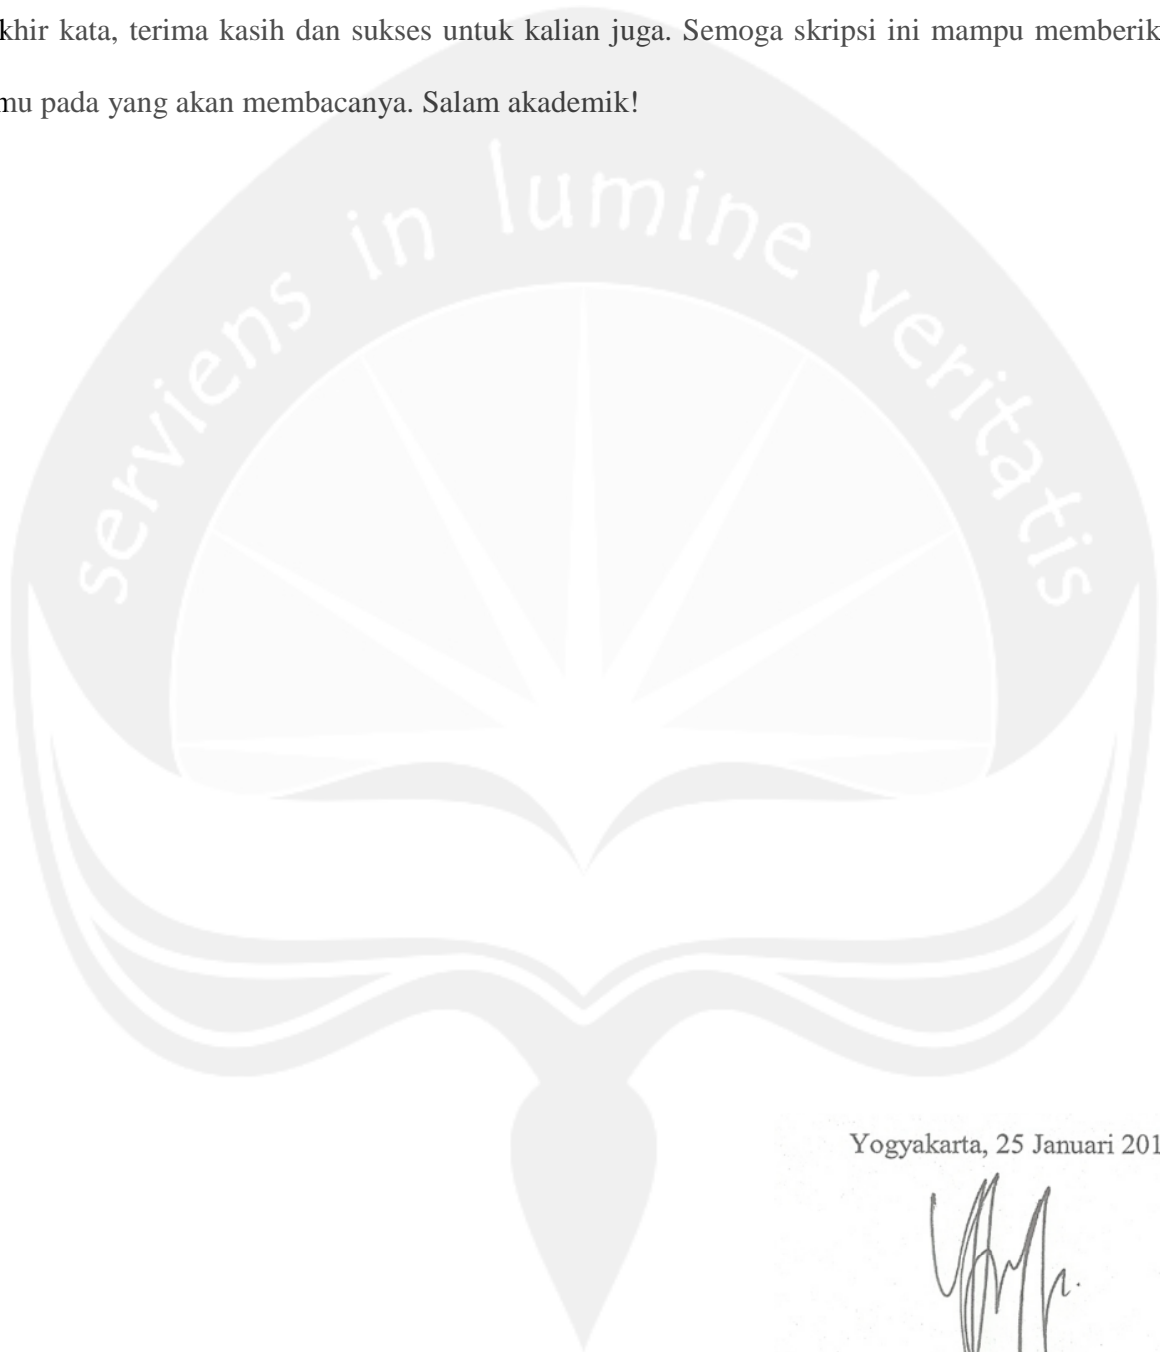 khir kata, terima kasih dan sukses untuk kalian juga. Semoga skripsi ini mampu memberik
mu pada yang akan membacanya. Salam akademik!
serviens in lumine veritatis
Yogyakarta, 25 Januari 201